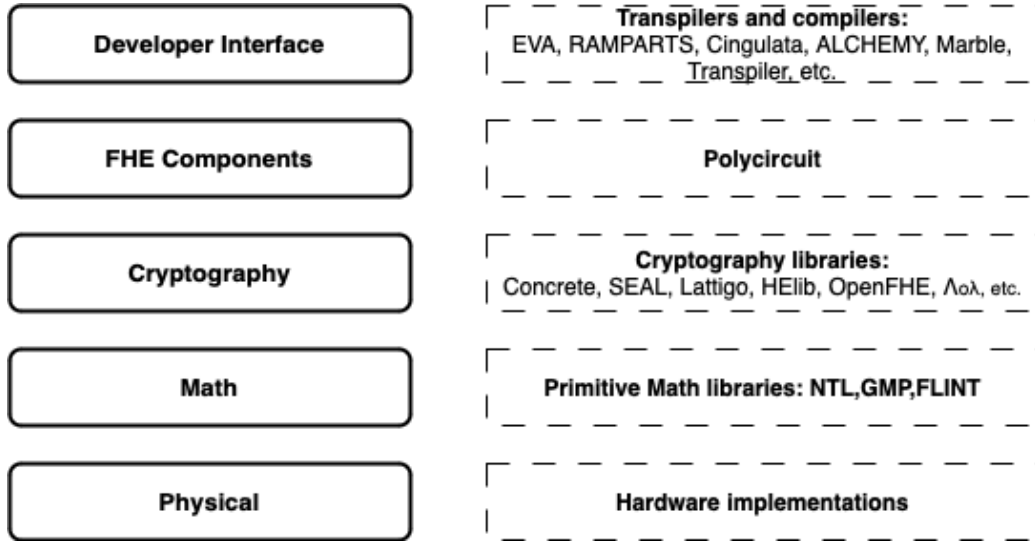 Developer Interface
Transpilers and compilers:
EVA, RAMPARTS, Cingulata, ALCHEMY, Marble,
Transpiler, etc.
FHE Components
Polycircuit
Cryptography
Cryptography libraries:
Concrete, SEAL, Lattigo, HElib, OpenFHE, Λoλ, etc.
Math
Primitive Math libraries: NTL,GMP,FLINT
Physical
Hardware implementations